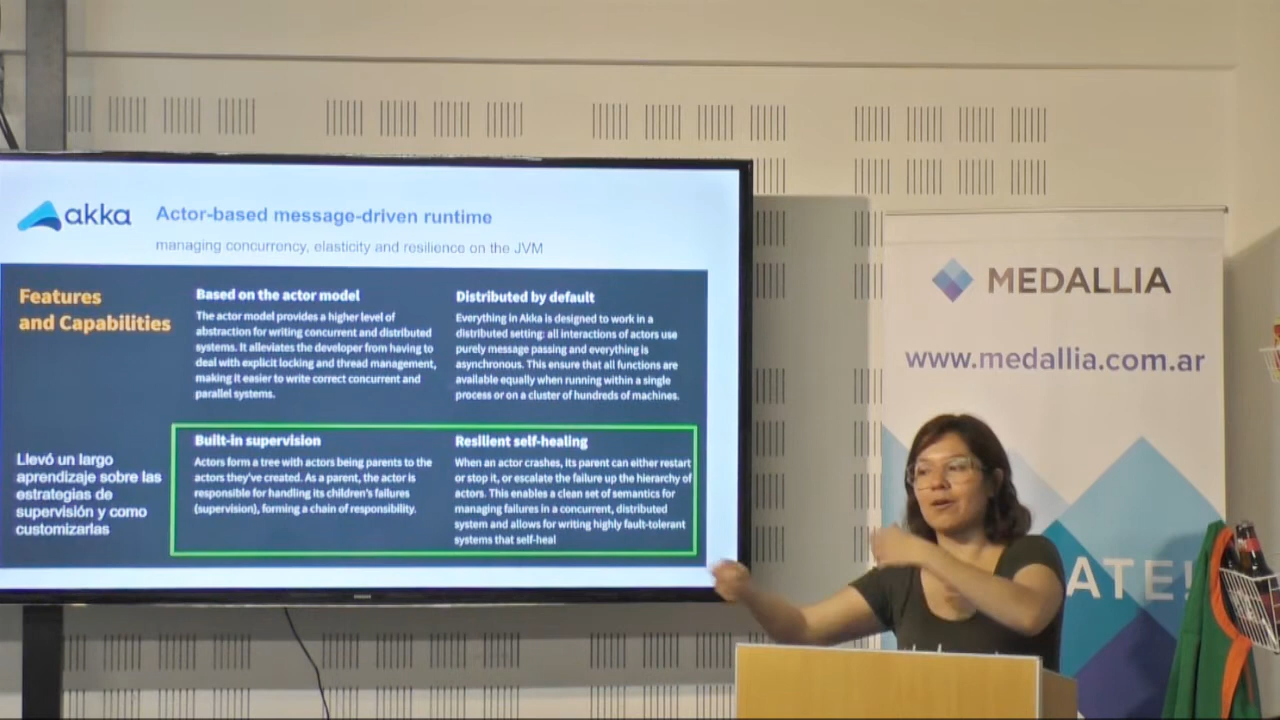 akka
Actor-based message-driven runtime
managing concurrency, elasticity and resilience on the JVM
Features
and Capabilities
Based on the actor model
The actor model provides a higher level of
abstraction for writing concurrent and distributed
systems. It alleviates the developer from having to
deal with explicit locking and thread management,
making it easier to write correct concurrent and
parallel systems.
Distributed by default
Everything in Akka is designed to work in a
distributed setting: all interactions of actors use
purely message passing and everything is
asynchronous. This ensure that all functions are
available equally when running within a single
process or on a cluster of hundreds of machines.
Llevó un largo
aprendizaje sobre las
estrategias de
supervisión y como
customizarlas
Built-in supervision
Actors form a tree with actors being parents to the
actors they've created. As a parent, the actor is
responsible for handling its children's failures
(supervision), forming a chain of responsibility.
Resilient self-healing
When an actor crashes, its parent can either restart
or stop it, or escalate the failure up the hierarchy of
actors. This enables a clean set of semantics for
managing failures in a concurrent, distributed
system and allows for writing highly fault-tolerant
systems that self-heal
MEDALLIA
www.medallia.com.ar
ATE!